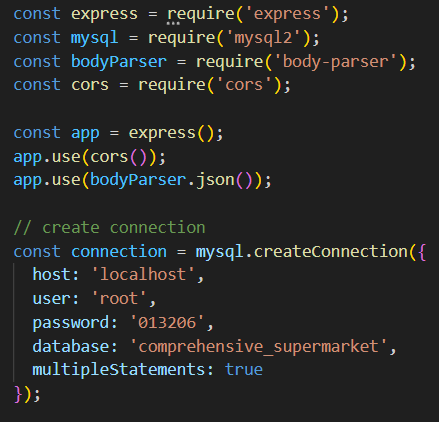 const express = require('express');
const mysql = require('mysql2');
const bodyParser = require('body-parser');
const cors = require('cors');

const app = express();
app.use(cors());
app.use(bodyParser.json());

// create connection
const connection = mysql.createConnection({
  host: 'localhost',
  user: 'root',
  password: '013206',
  database: 'comprehensive_supermarket',
  multipleStatements: true
});